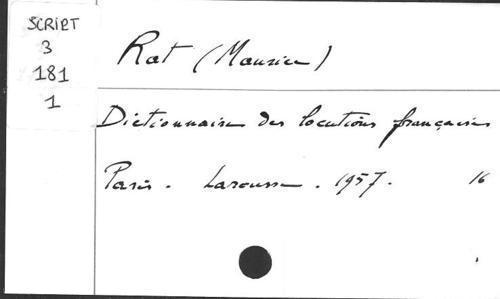 SCRIPT
3
181
1
Rat (Maurice)
Dictionnaire des locutions françaises
Paris. Larousse. 1957. 16